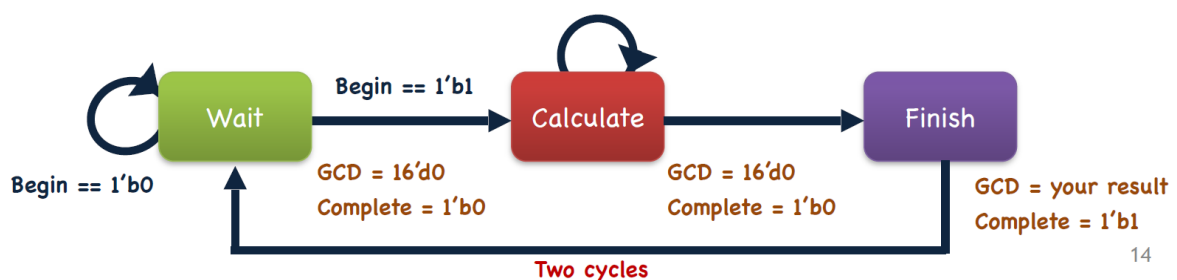 Wait
Begin == 1'b1
Calculate
Finish
Begin == 1'b0
GCD = 16'd0
Complete = 1'b0
GCD = 16'd0
Complete = 1'b0
GCD = your result
Complete = 1'b1
Two cycles
14